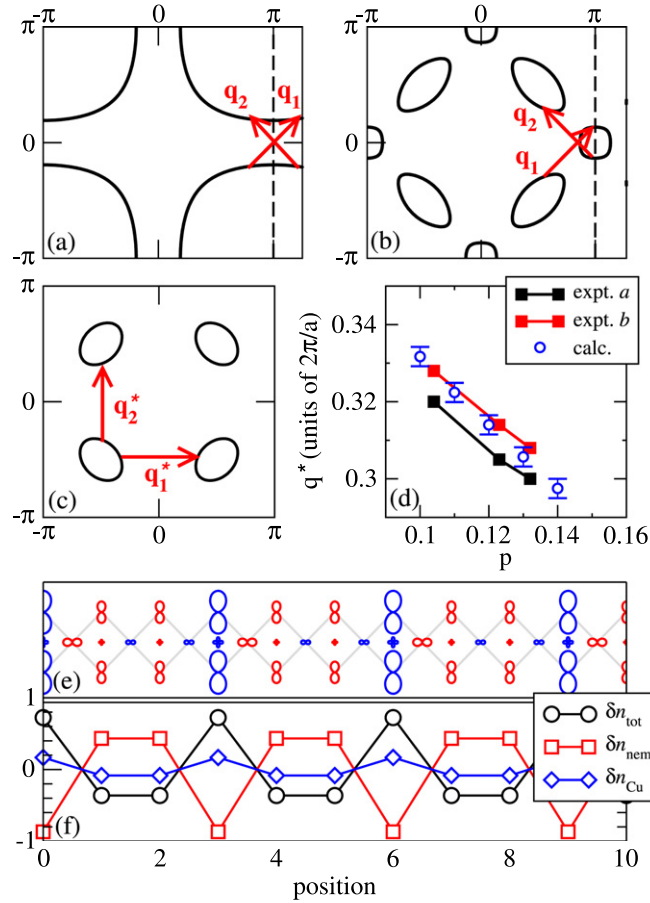 -π 0 π -π 0 π
π π
q2 q1
0 0
q2
q1
(a) (b)
-π -π
0 π
π
expt. a
expt. b
calc.
0.34
q2*
0
0.32
q* (units of 2π/a)
q1*
0.3
(c) (d)
-π
-π 0 π 0.1 0.12 0.14 0.16
p
(e)
1
δntot
δnnem
δnCu
0
(f)
-1
0 2 4 6 8 10
position